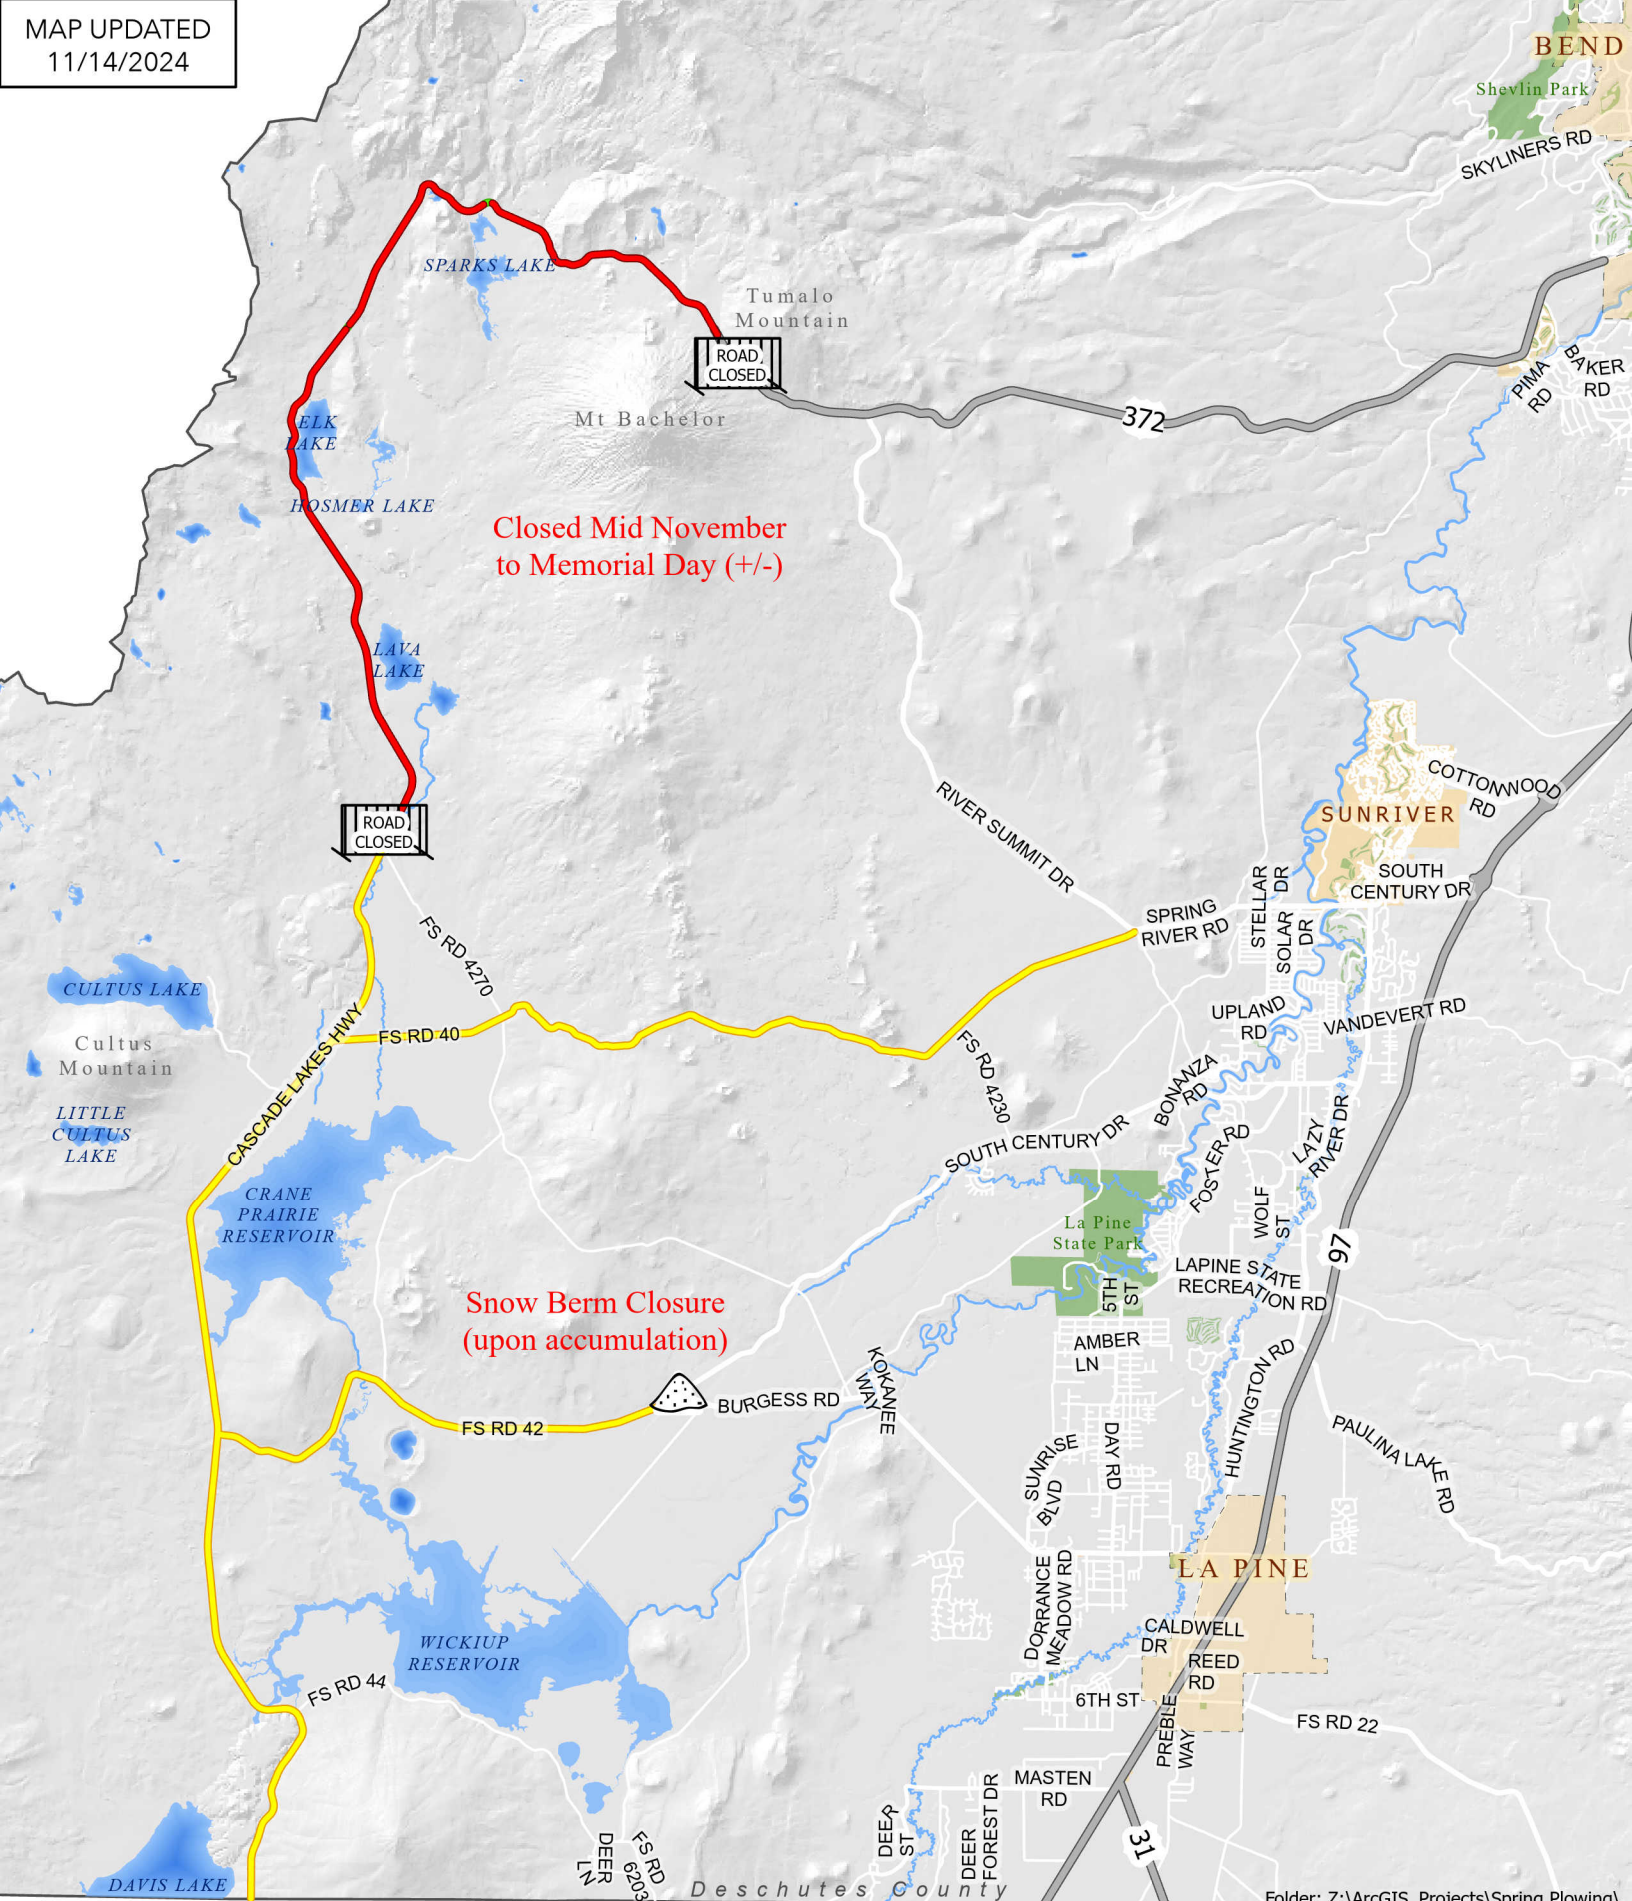 MAP UPDATED
11/14/2024
BEND
Shevlin Park
SKYLINERS RD
SPARKS LAKE
Tumalo
Mountain
ROAD
CLOSED
Mt Bachelor
372
PIMA
RD
BAKER
RD
ELK
LAKE
HOSMER LAKE
Closed Mid November
to Memorial Day (+/-)
LAVA
LAKE
RIVER SUMMIT DR
COTTONWOOD
RD
SUNRIVER
ROAD
CLOSED
SOUTH
CENTURY DR
STELLAR
DR
SPRING
RIVER RD
SOLAR
DR
FS RD 4270
CULTUS LAKE
Cultus
Mountain
CASCADE LAKES HWY
FS RD 40
FS RD 4230
UPLAND
RD
VANDEVERT RD
BONANZA
RD
LITTLE
CULTUS
LAKE
SOUTH CENTURY DR
FOSTER RD
LAZY
RIVER DR
CRANE
PRAIRIE
RESERVOIR
La Pine
State Park
WOLF
ST
97
LAPINE STATE
RECREATION RD
5TH
ST
Snow Berm Closure
(upon accumulation)
AMBER
LN
KOKANEE
WAY
HUNTINGTON RD
BURGESS RD
FS RD 42
SUNRISE
BLVD
DAY RD
PAULINA LAKE RD
LA PINE
DORRANCE
MEADOW RD
CALDWELL
DR
WICKIUP
RESERVOIR
REED
RD
FS RD 44
6TH ST
PREBLE
WAY
FS RD 22
MASTEN
RD
DEER
ST
DEER
FOREST DR
31
DEER
LN
FS RD
6203
DAVIS LAKE
Deschutes County
Folder: Z:\ArcGIS_Projects\Spring Plowing\